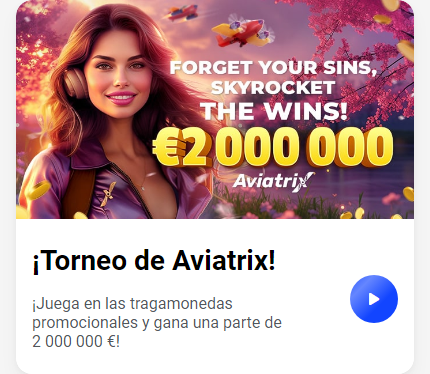 FORGET YOUR SINS,
SKYROCKET
THE WINS!
€2 000 000
Aviatrix
¡Torneo de Aviatrix!
¡Juega en las tragamonedas
promocionales y gana una parte de
2 000 000 €!